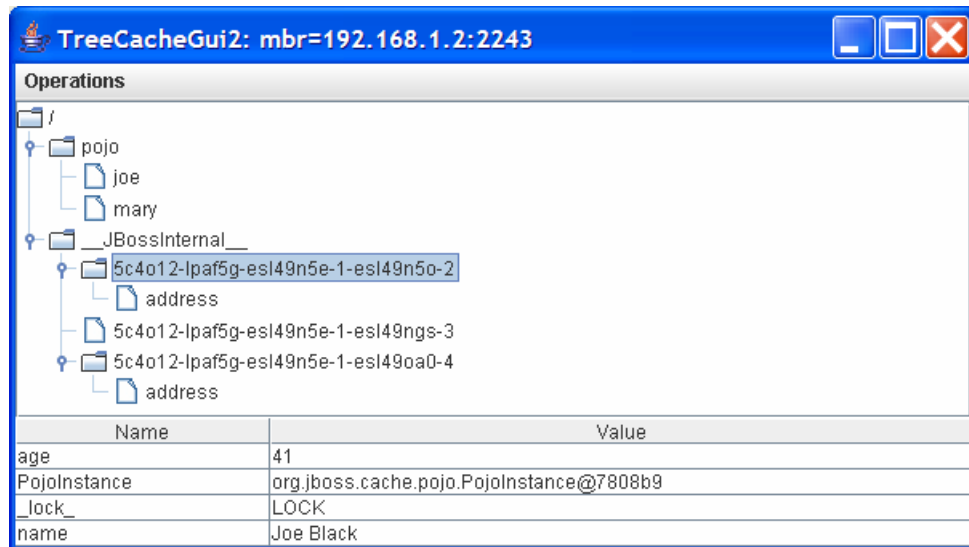 TreeCacheGui2: mbr=192.168.1.2:2243
Operations
/
pojo
joe
mary
__JBossInternal__
5c4o12-lpaf5g-esl49n5e-1-esl49n5o-2
address
5c4o12-lpaf5g-esl49n5e-1-esl49ngs-3
5c4o12-lpaf5g-esl49n5e-1-esl49oa0-4
address
Name Value
age 41
PojoInstance org.jboss.cache.pojo.PojoInstance@7808b9
_lock_ LOCK
name Joe Black